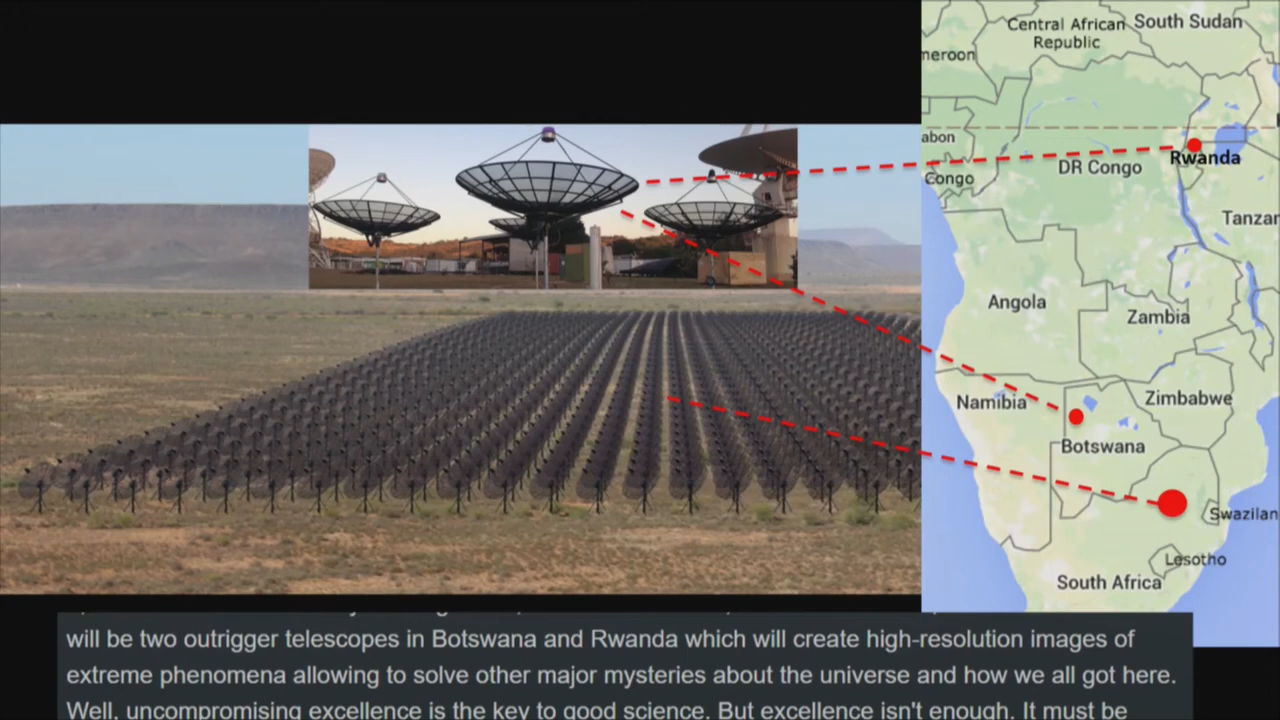 Central African
Republic
South Sudan
neroon
abon
Congo
DR Congo
Rwanda
Tanzar
Angola
Zambia
Namibia
Zimbabwe
Botswana
Swazilan
Lesotho
South Africa
will be two outrigger telescopes in Botswana and Rwanda which will create high-resolution images of
extreme phenomena allowing to solve other major mysteries about the universe and how we all got here.
Well, uncompromising excellence is the key to good science. But excellence isn't enough. It must be